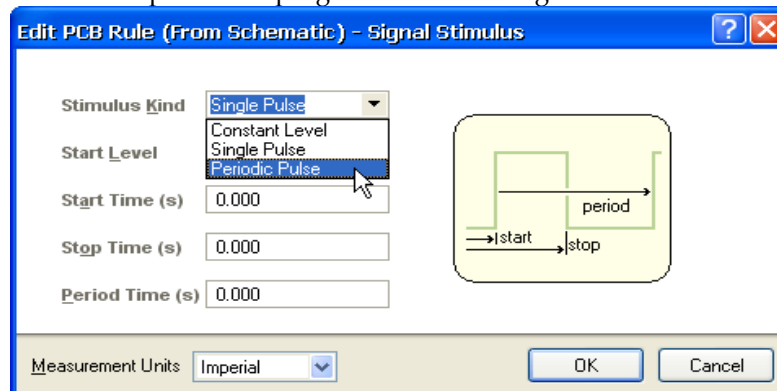 Edit PCB Rule (From Schematic) - Signal Stimulus
Stimulus Kind Single Pulse
Constant Level
Single Pulse
Periodic Pulse
Start Level
Start Time (s) 0.000
Stop Time (s) 0.000
Period Time (s) 0.000
period
start
stop
Measurement Units Imperial
OK Cancel